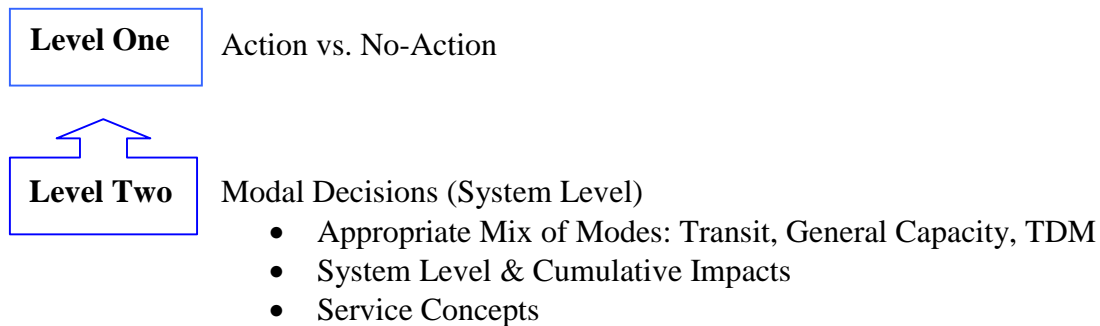 Level One Action vs. No-Action
Level Two Modal Decisions (System Level)
• Appropriate Mix of Modes: Transit, General Capacity, TDM
• System Level & Cumulative Impacts
• Service Concepts